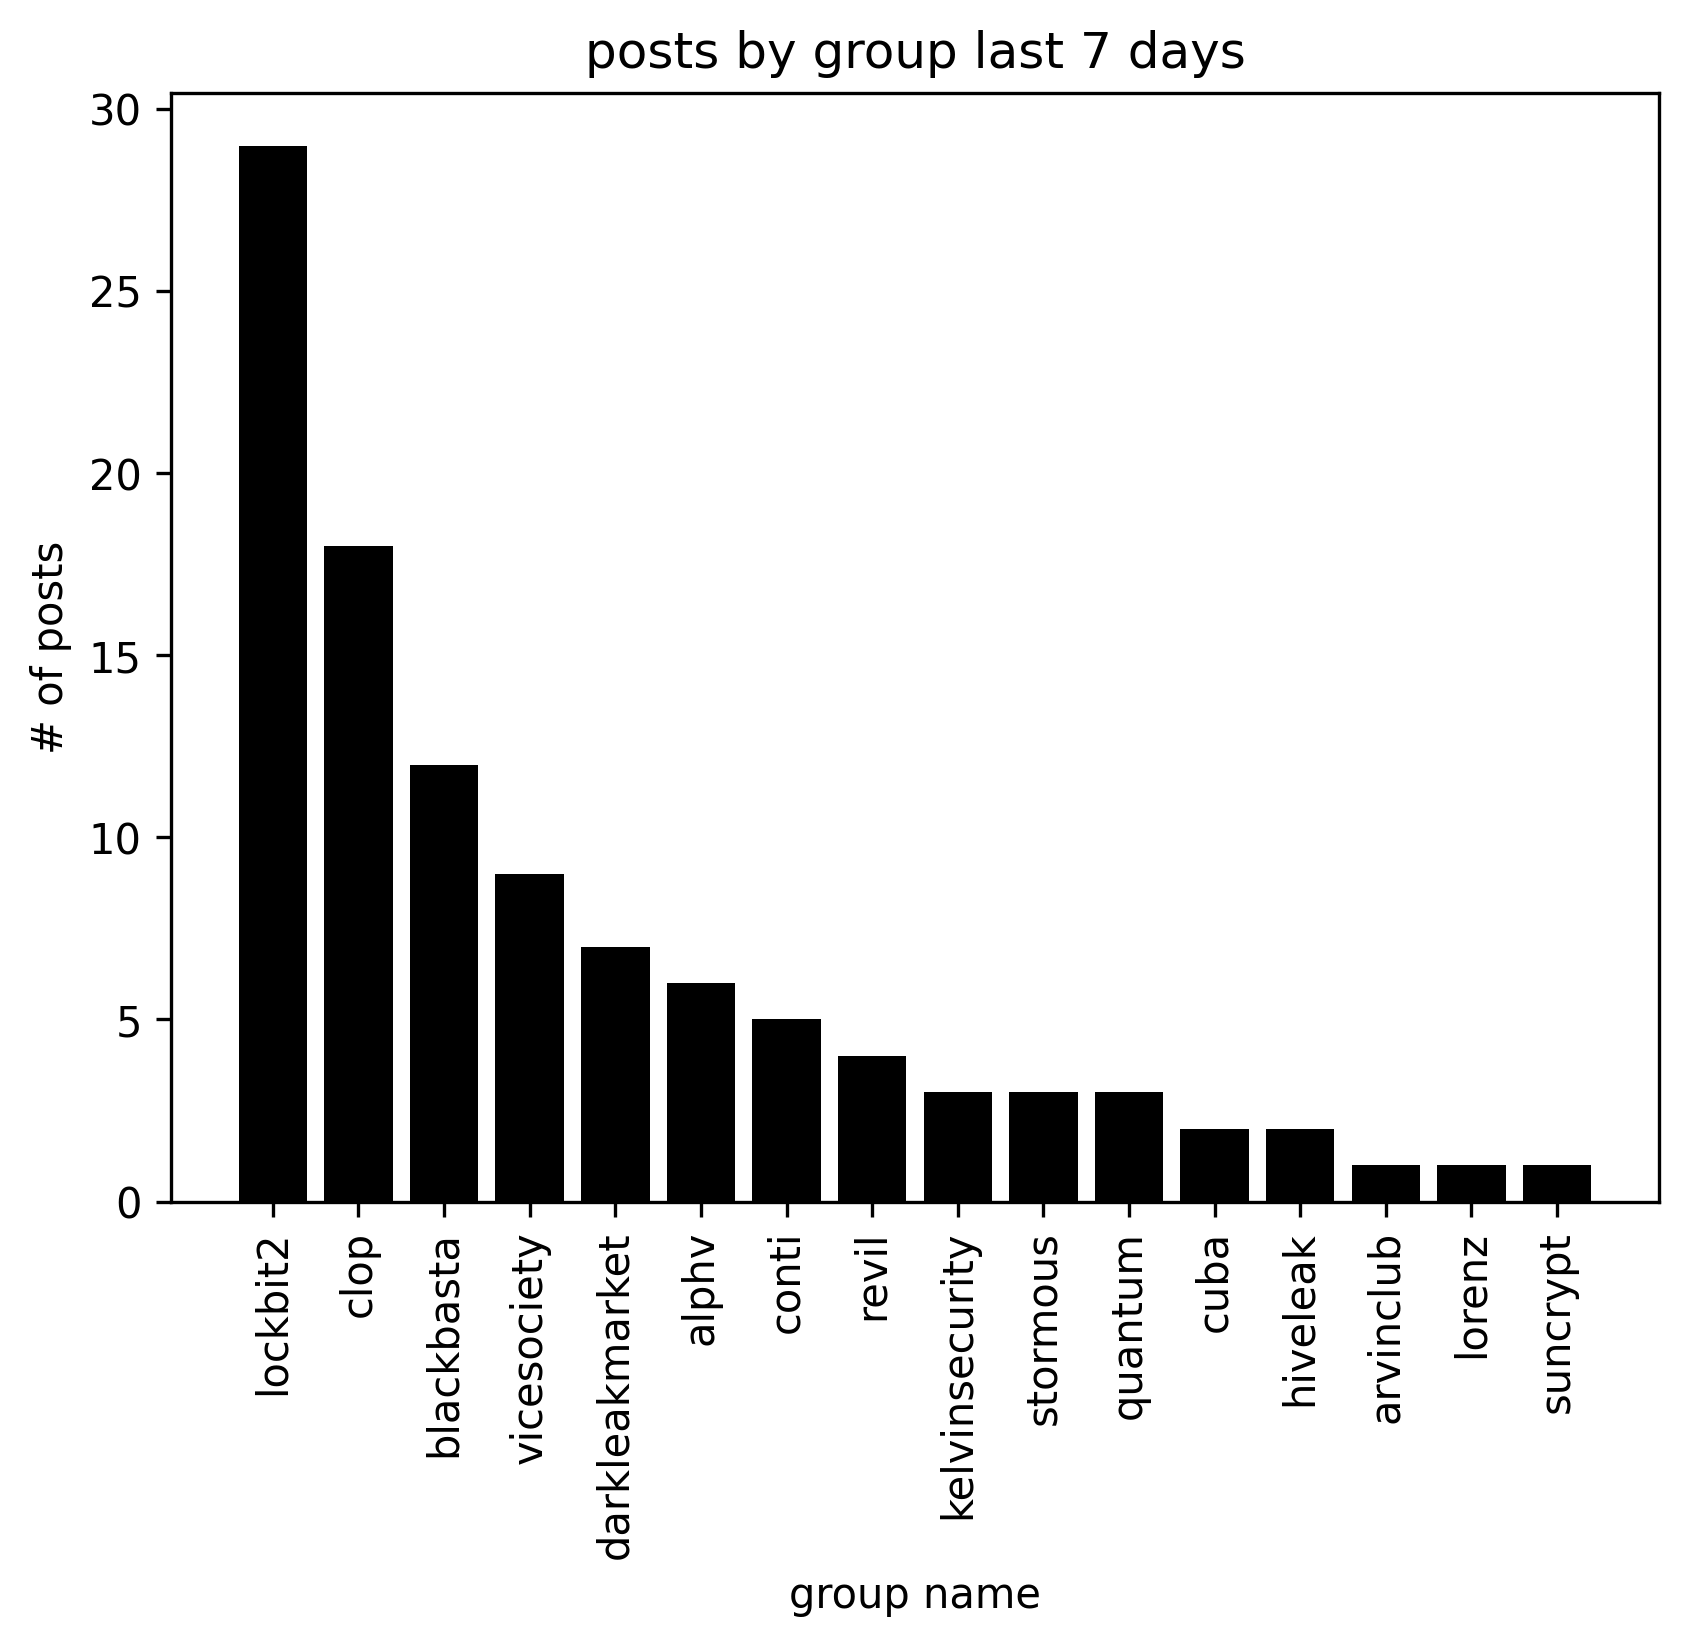 posts by group last 7 days
30
25
20
15
10
5
0
# of posts
lockbit2
clop
blackbasta
vicesociety
darkleakmarket
alphv
conti
revil
kelvinsecurity
stormous
quantum
cuba
hiveleak
arvinclub
lorenz
suncrypt
group name